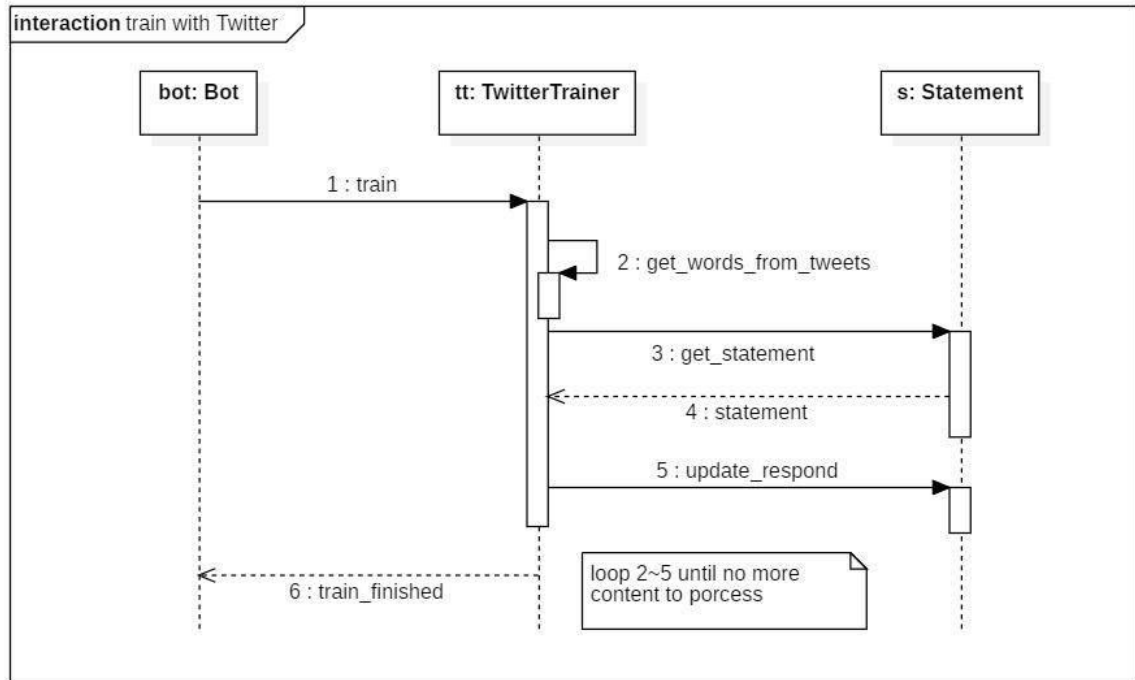 interaction train with Twitter
bot: Bot
tt: TwitterTrainer
s: Statement
1 : train
2 : get_words_from_tweets
3 : get_statement
4 : statement
5 : update_respond
6 : train_finished
loop 2~5 until no more
content to porcess